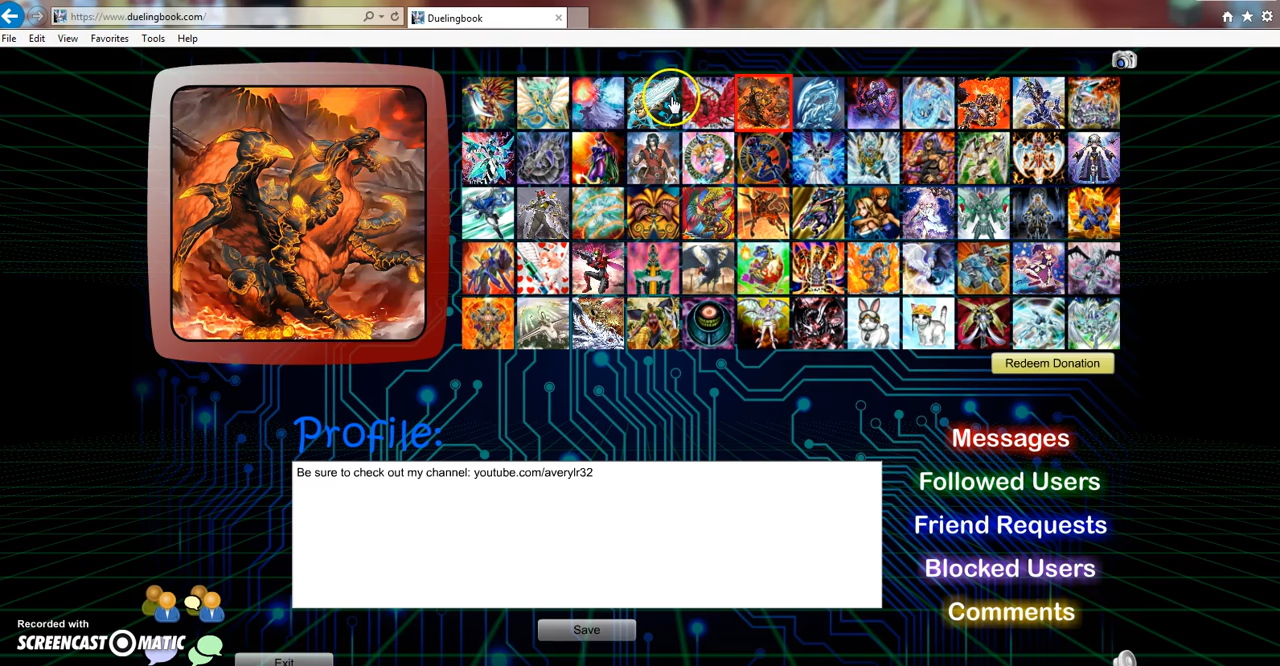 https://www.duelingbook.com/
Duelingbook
File Edit View Favorites Tools Help
Redeem Donation
Profile:
Be sure to check out my channel: youtube.com/averylr32
Messages
Followed Users
Friend Requests
Blocked Users
Comments
Save
Exit
Recorded with
SCREENCAST-O-MATIC